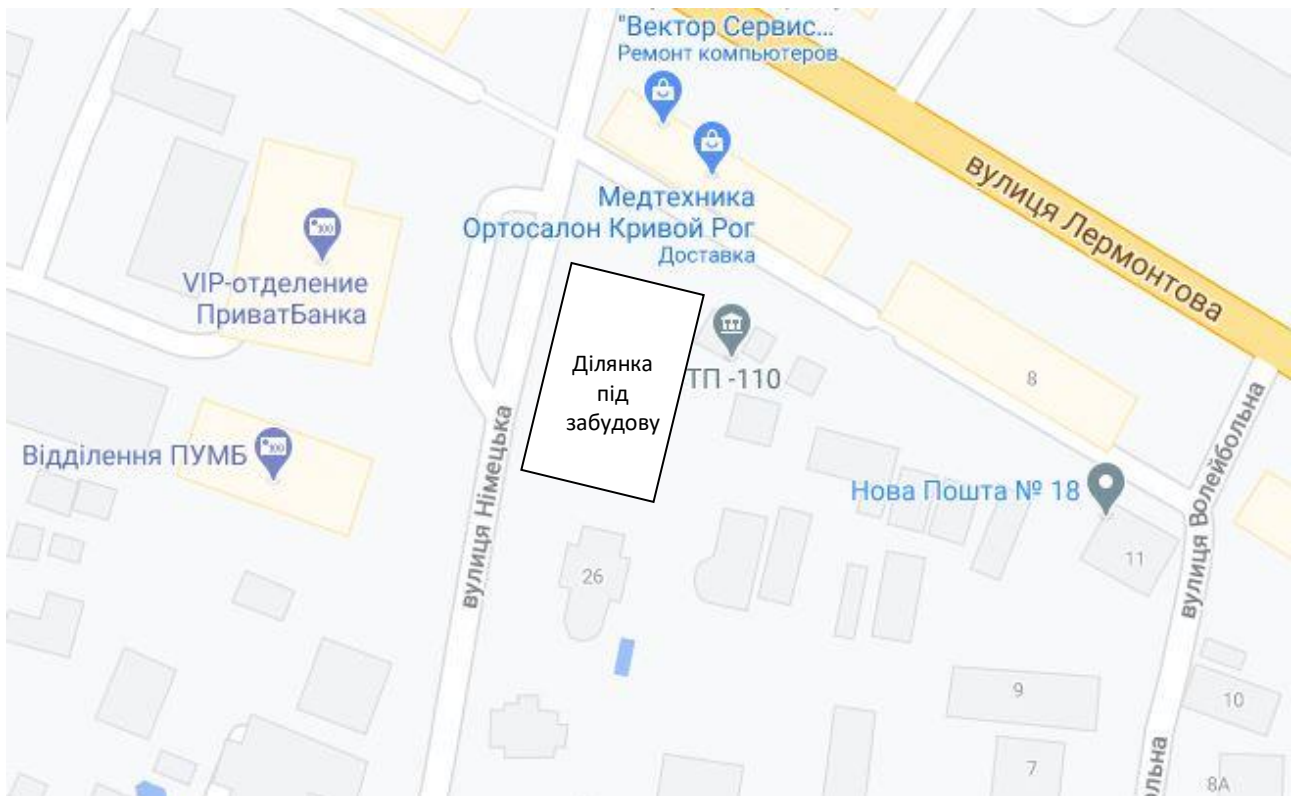 "Вектор Сервис...
Ремонт компьютеров
вулиця Лермонтова
Медтехника
Ортосалон Кривой Рог
Доставка
VIP-отделение
ПриватБанка
Ділянка
під
забудову
ТП -110
8
вулиця Німецька
Відділення ПУМБ
вулиця Волейбольна
Нова Пошта № 18
11
26
9
10
7
льна
8А